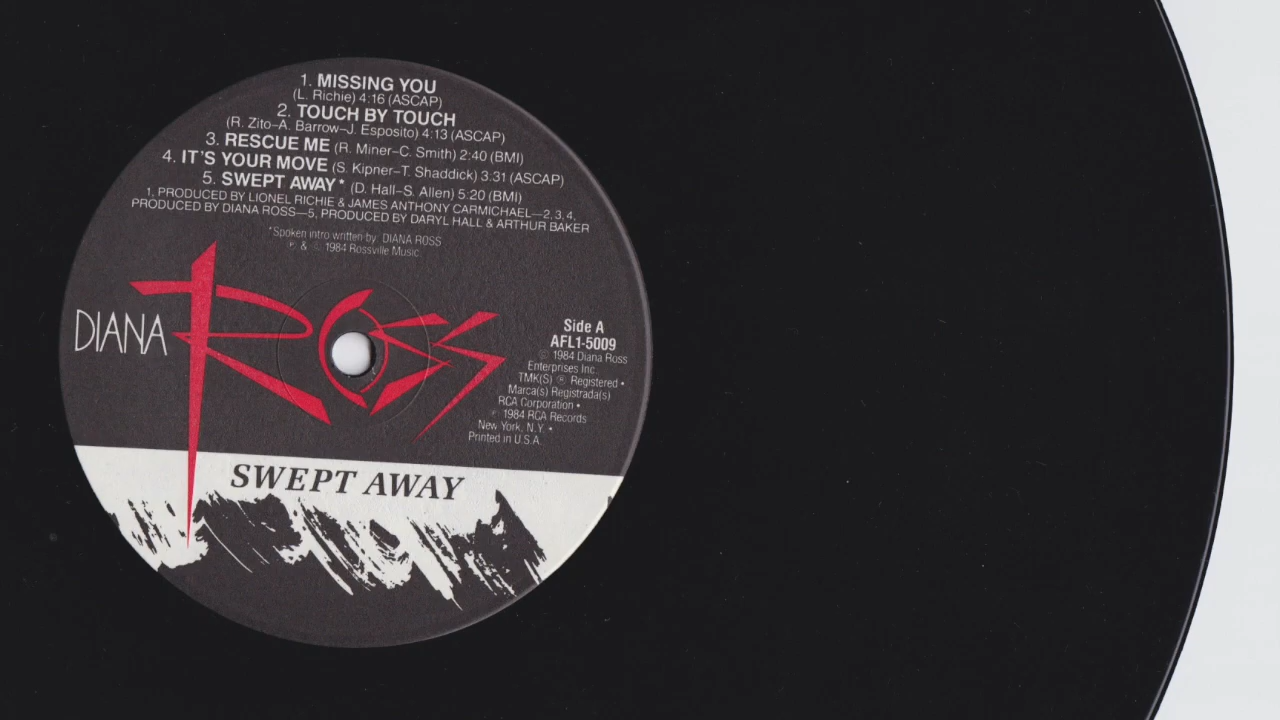 1. MISSING YOU
(L. Richie) 4:16 (ASCAP)
2. TOUCH BY TOUCH
(R. Zito–A. Barrow–J. Esposito) 4:13 (ASCAP)
3. RESCUE ME (R. Miner–C. Smith) 2:40 (BMI)
4. IT'S YOUR MOVE (S. Kipner–T. Shaddick) 3:31 (ASCAP)
5. SWEPT AWAY* (D. Hall–S. Allen) 5:20 (BMI)
1, PRODUCED BY LIONEL RICHIE & JAMES ANTHONY CARMICHAEL—2,3,4,
PRODUCED BY DIANA ROSS—5, PRODUCED BY DARYL HALL & ARTHUR BAKER
*Spoken intro written by DIANA ROSS
℗ & © 1984 Rossville Music
DIANA ROSS
Side A
AFL1-5009
© 1984 Diana Ross
Enterprises Inc.
TMK(S) ® Registered •
Marca(s) Registrada(s)
RCA Corporation •
℗ 1984 RCA Records
New York, N.Y. •
Printed in U.S.A.
SWEPT AWAY